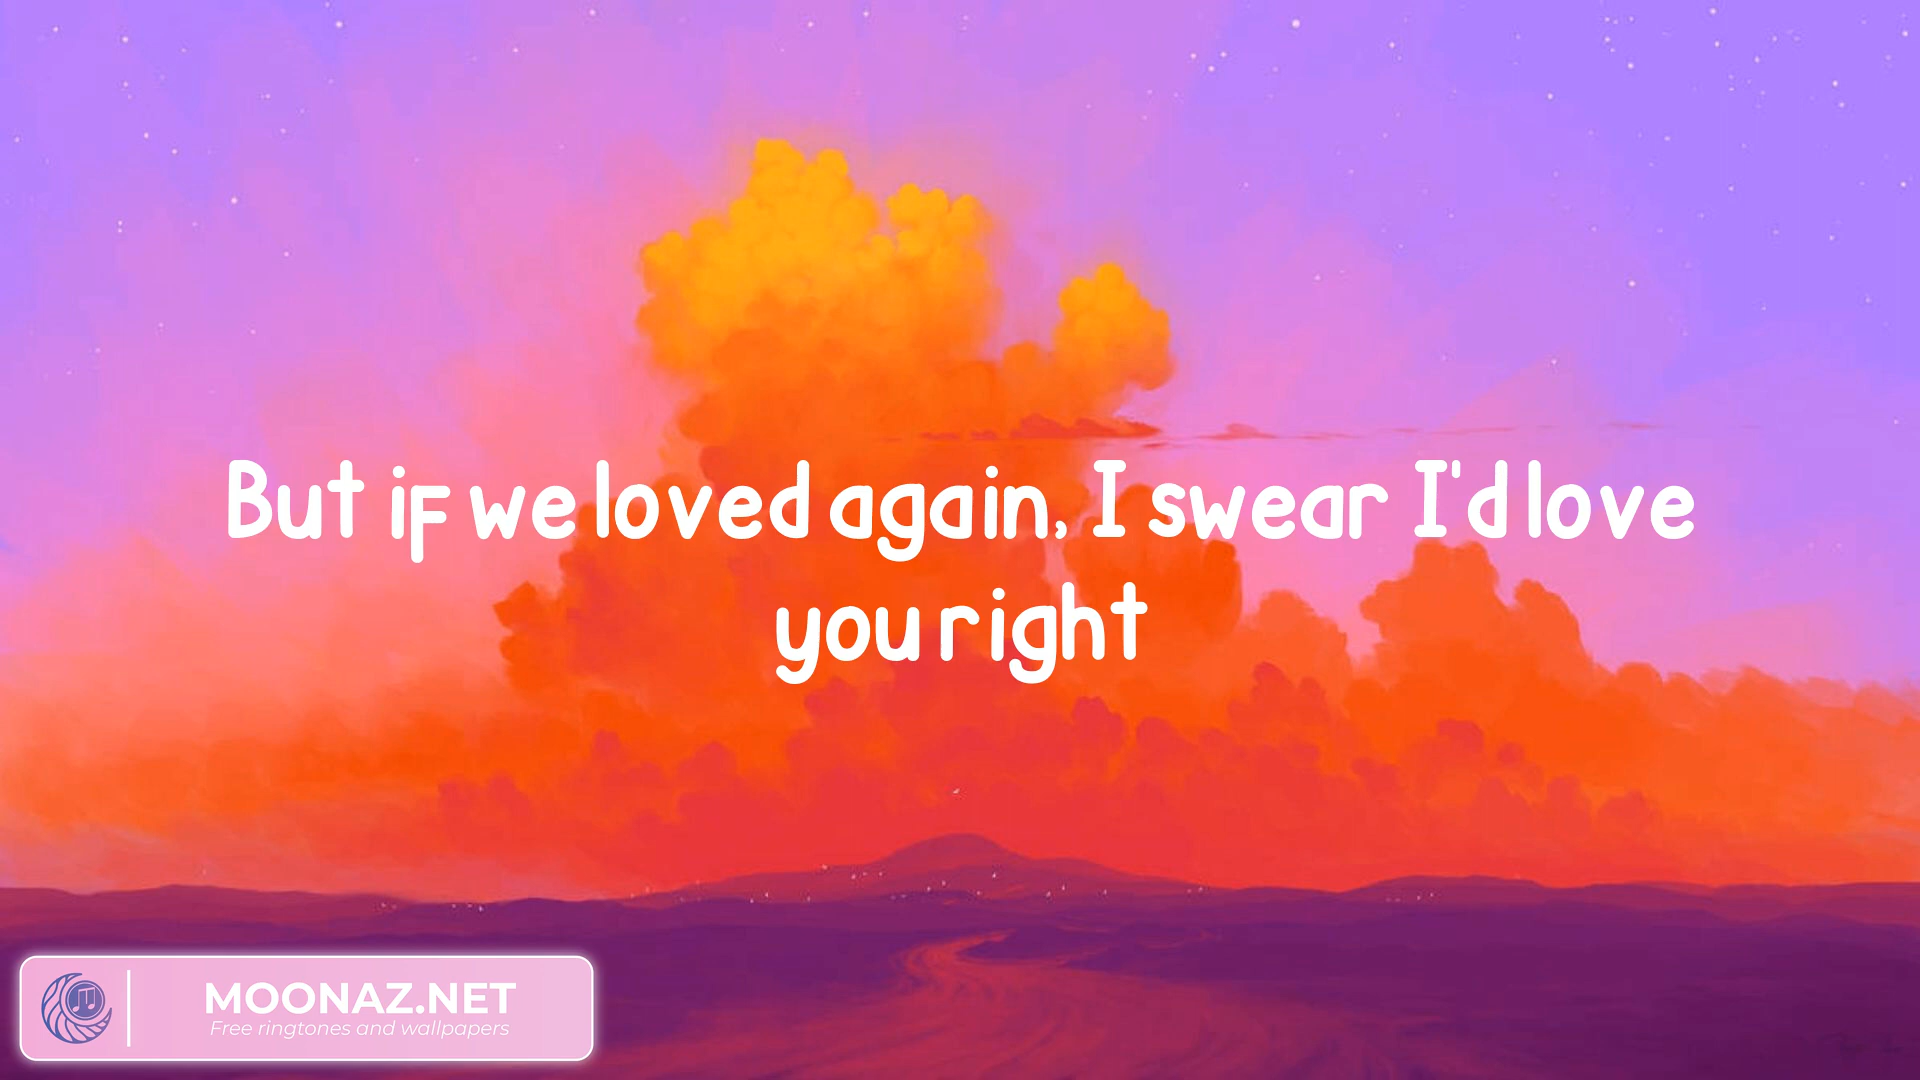 But if we loved again, I swear I'd love
you right
MOONAZ.NET
Free ringtones and wallpapers